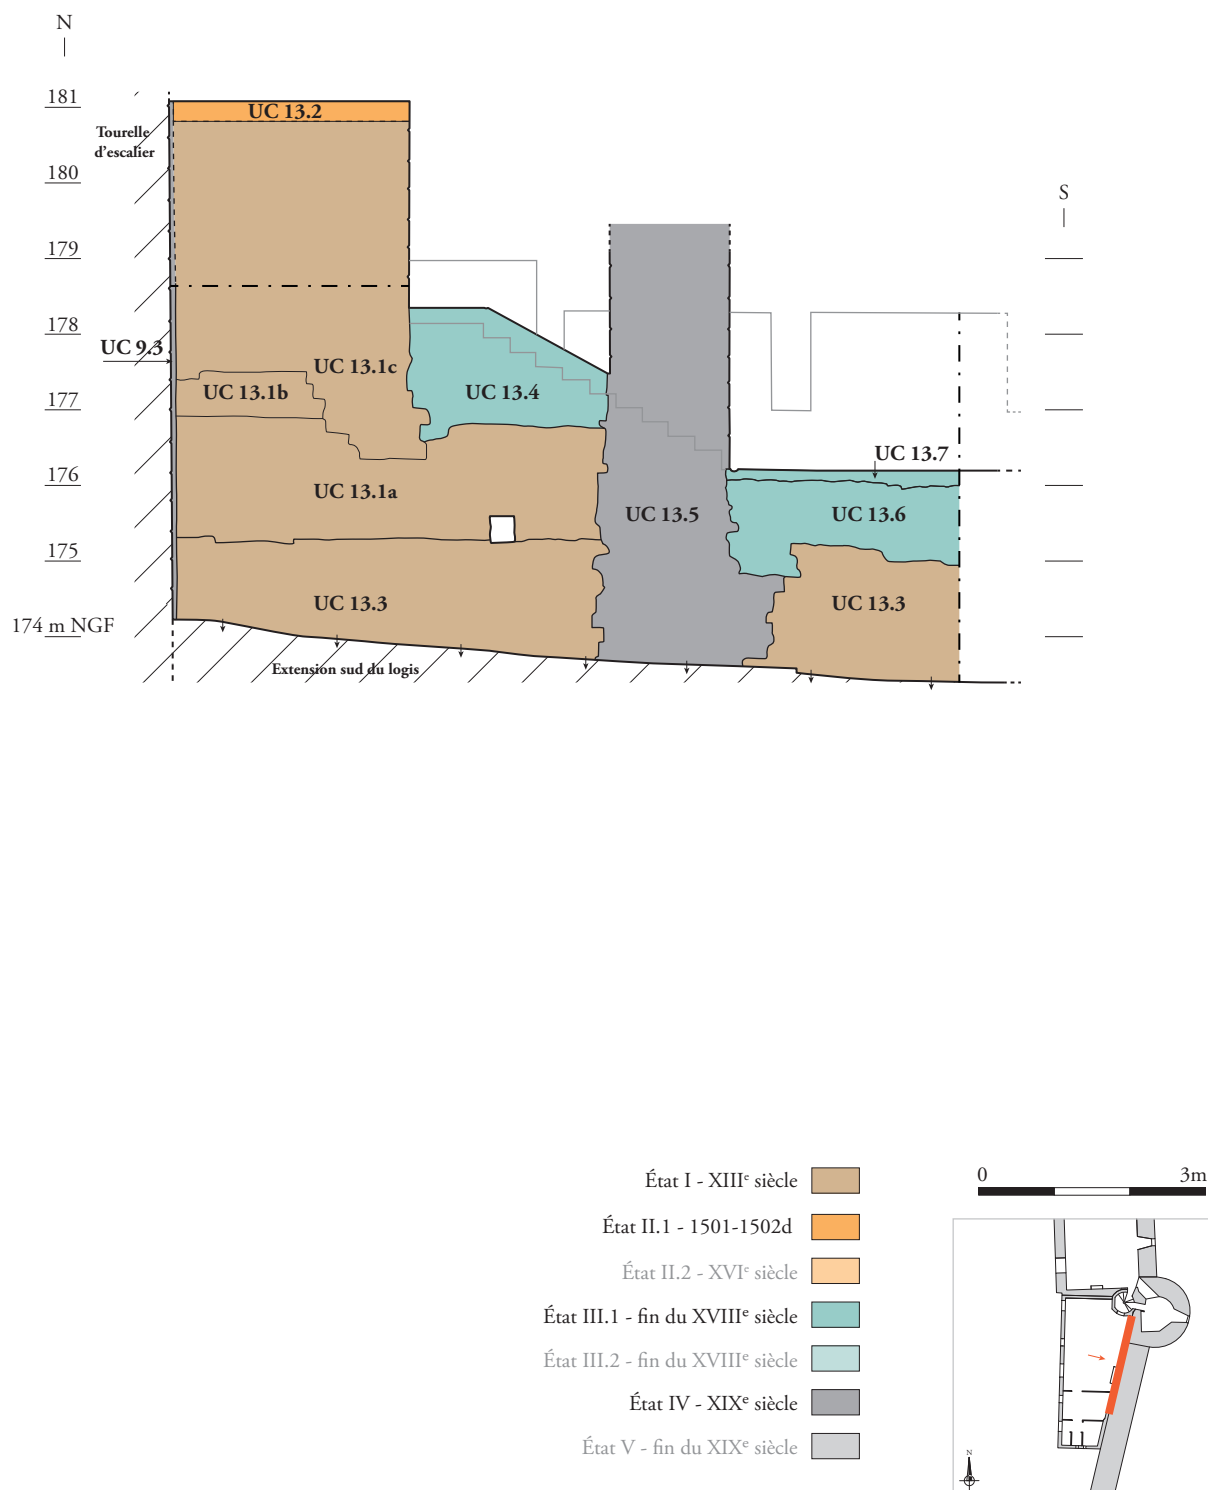 N
181
UC 13.2
Tourelle
d'escalier
180
S
179
178
UC 9.3
UC 13.1c
UC 13.1b
UC 13.4
177
UC 13.7
176
UC 13.1a
UC 13.5
UC 13.6
175
UC 13.3
UC 13.3
174 m NGF
Extension sud du logis
État I - XIIIᵉ siècle
État II.1 - 1501-1502d
État II.2 - XVIᵉ siècle
État III.1 - fin du XVIIIᵉ siècle
État III.2 - fin du XVIIIᵉ siècle
État IV - XIXᵉ siècle
État V - fin du XIXᵉ siècle
0 3m
N